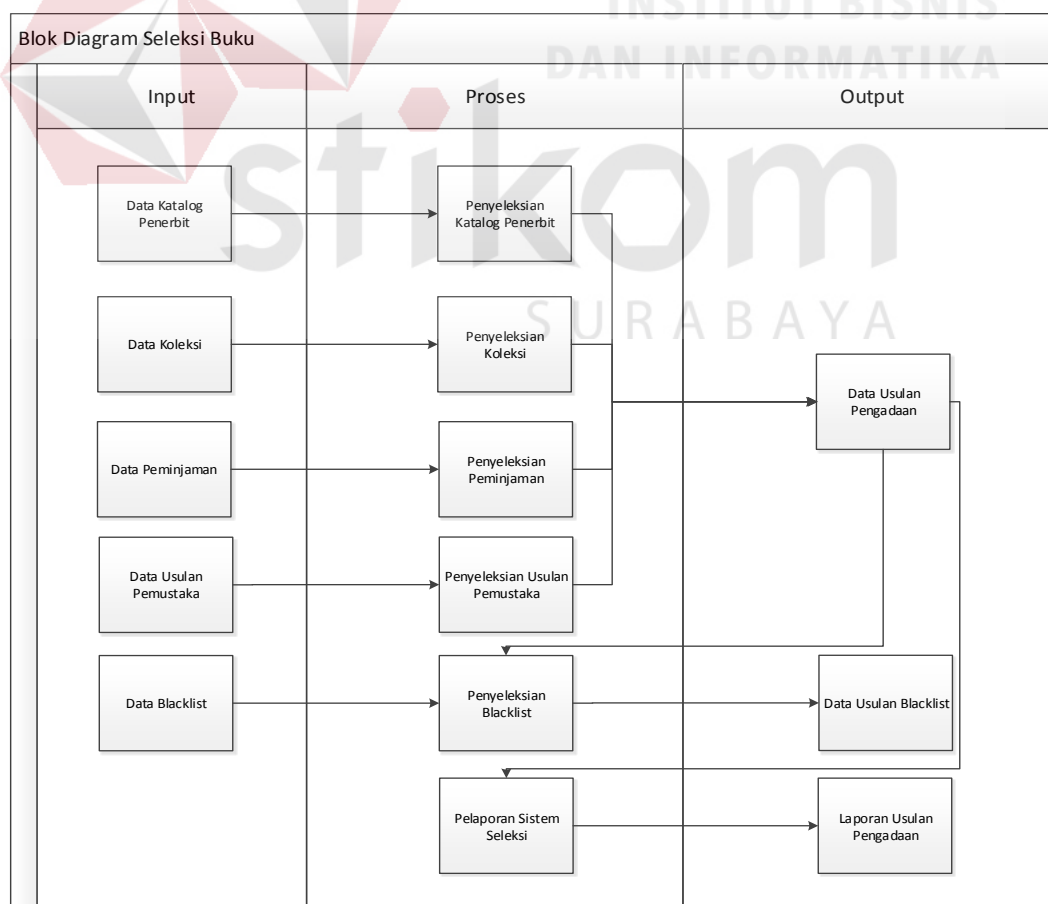 INSTITUT BISNIS
DAN INFORMATIKA
stikom
SURABAYA
Blok Diagram Seleksi Buku
Input
Proses
Output
Data Katalog
Penerbit
Penyeleksian
Katalog Penerbit
Data Koleksi
Penyeleksian
Koleksi
Data Usulan
Pengadaan
Data Peminjaman
Penyeleksian
Peminjaman
Data Usulan
Pemustaka
Penyeleksian Usulan
Pemustaka
Data Blacklist
Penyeleksian
Blacklist
Data Usulan Blacklist
Pelaporan Sistem
Seleksi
Laporan Usulan
Pengadaan